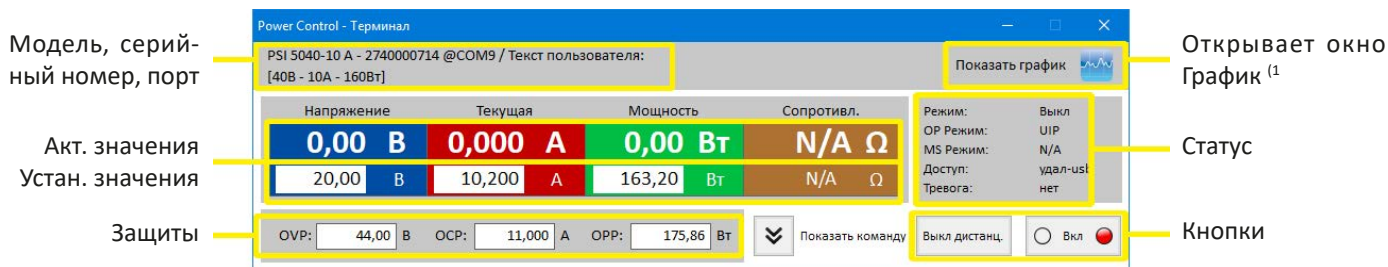 Power Control - Терминал
Модель, серий-
ный номер, порт
PSI 5040-10 A - 2740000714 @COM9 / Текст пользователя:
[40В - 10А - 160Вт]
Показать график
Открывает окно
График (1
Напряжение Текущая Мощность Сопротивл.
Акт. значения
0,00 В 0,000 А 0,00 Вт N/A Ω
Устан. значения
20,00 В 10,200 А 163,20 Вт N/A Ω
Режим: Выкл
OP Режим: UIP
MS Режим: N/A
Доступ: удал-usb
Тревога: нет
Статус
Защиты
OVP: 44,00 В OCP: 11,000 А OPP: 175,86 Вт
Показать команду
Выкл дистанц.
Вкл
Кнопки